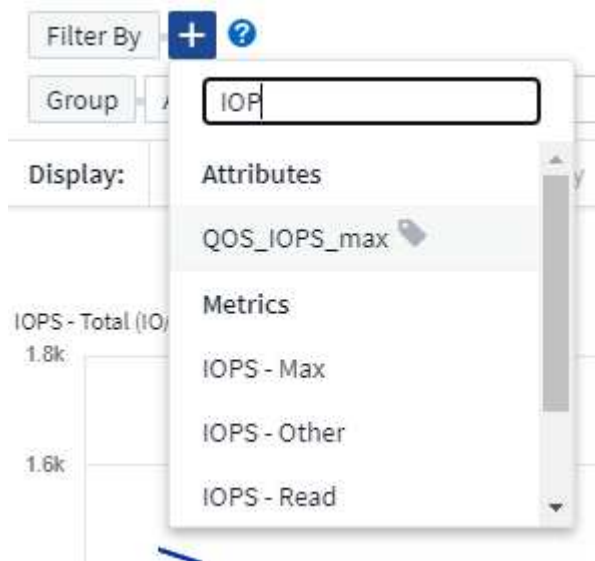 Filter By + ?
Group
IOP
Display:
Attributes
QOS_IOPS_max
Metrics
IOPS - Total (IO/
1.8k
IOPS - Max
IOPS - Other
1.6k
IOPS - Read